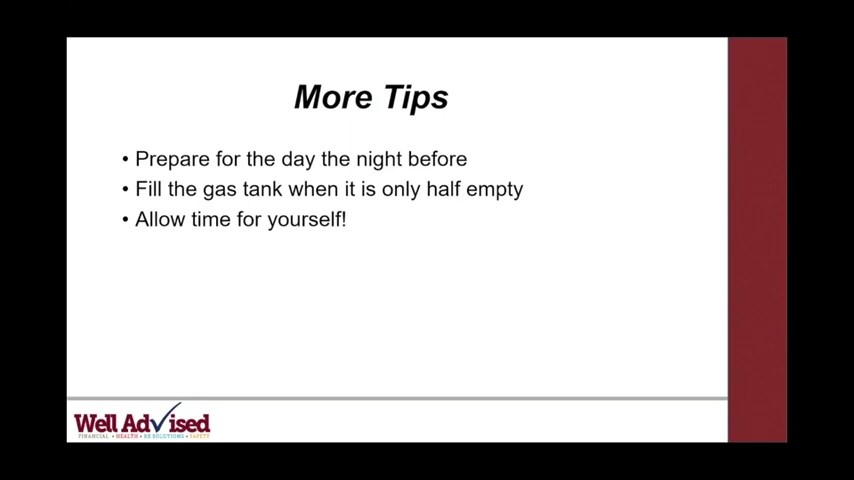 More Tips
• Prepare for the day the night before
• Fill the gas tank when it is only half empty
• Allow time for yourself!
Well Advised
FINANCIAL • HEALTH • HR SOLUTIONS • SAFETY